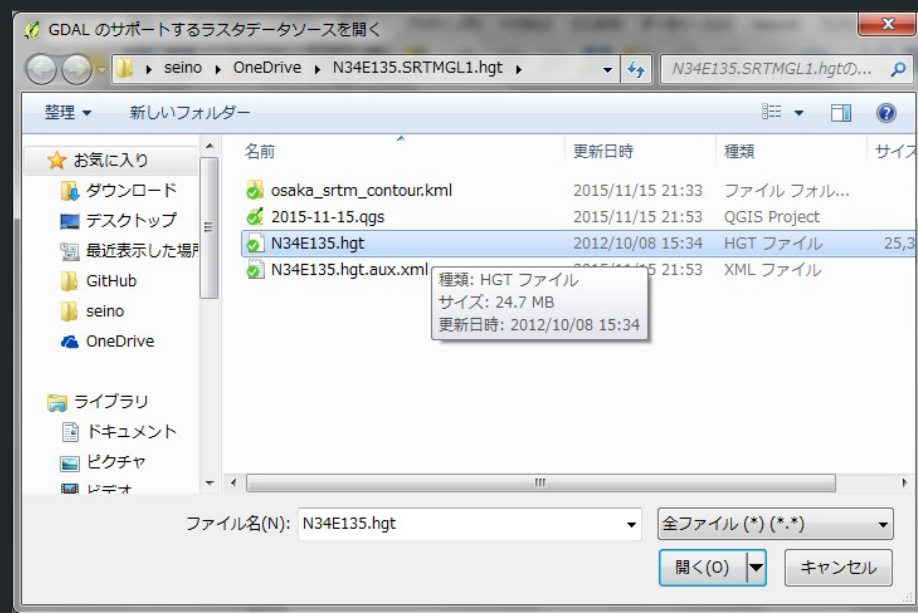 GDAL のサポートするラスタデータソースを開く
seino OneDrive N34E135.SRTMGL1.hgt
N34E135.SRTMGL1.hgtの...
整理 新しいフォルダー
名前 更新日時 種類 サイズ
お気に入り
ダウンロード
デスクトップ
最近表示した場所
GitHub
seino
OneDrive
ライブラリ
ドキュメント
ピクチャ
ビデオ
osaka_srtm_contour.kml 2015/11/15 21:33 ファイル フォル...
2015-11-15.qgs 2015/11/15 21:53 QGIS Project
N34E135.hgt 2012/10/08 15:34 HGT ファイル 25,3
N34E135.hgt.aux.xml 2015/11/15 21:53 XML ファイル
種類: HGT ファイル
サイズ: 24.7 MB
更新日時: 2012/10/08 15:34
ファイル名(N): N34E135.hgt
全ファイル (*) (*.*)
開く(O) キャンセル